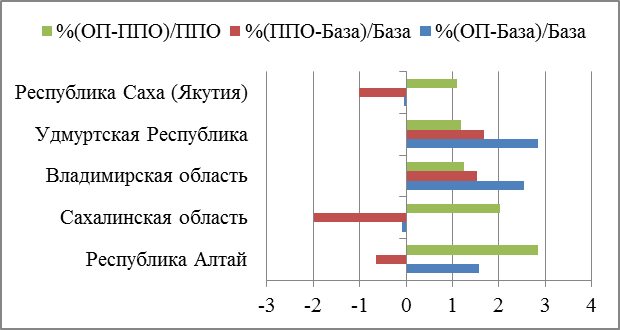 %(ОП-ППО)/ППО %(ППО-База)/База %(ОП-База)/База
Республика Саха (Якутия)
Удмуртская Республика
Владимирская область
Сахалинская область
Республика Алтай
-3 -2 -1 0 1 2 3 4